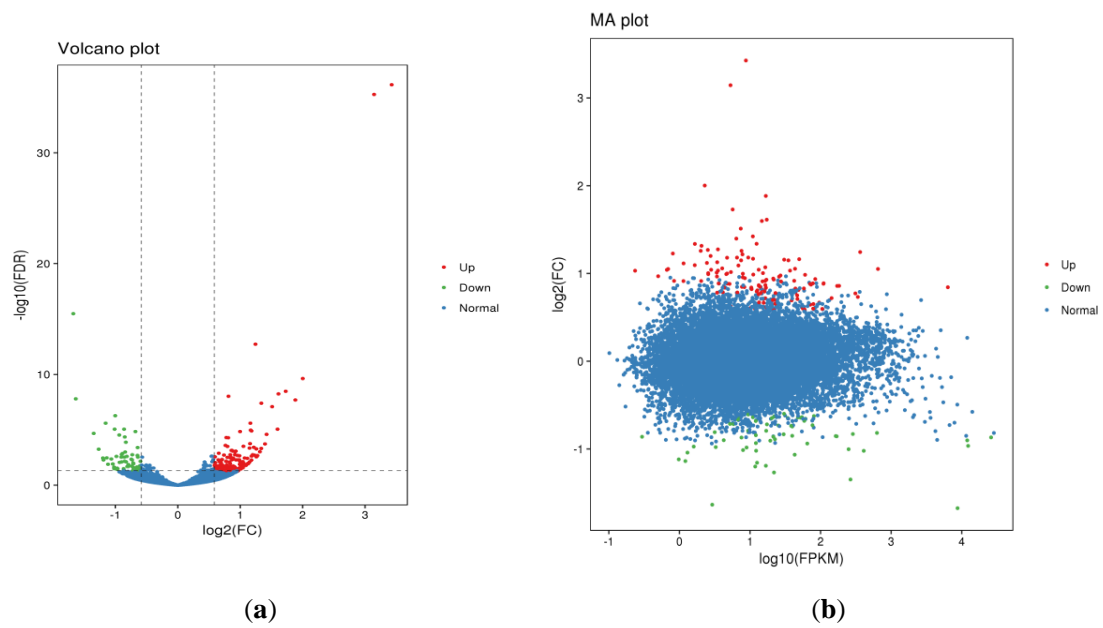 Volcano plot
-log10(FDR)
30
20
10
0
-1 0 1 2 3
log2(FC)
Up
Down
Normal
(a)
MA plot
log2(FC)
3
2
1
0
-1
-1 0 1 2 3 4
log10(FPKM)
Up
Down
Normal
(b)